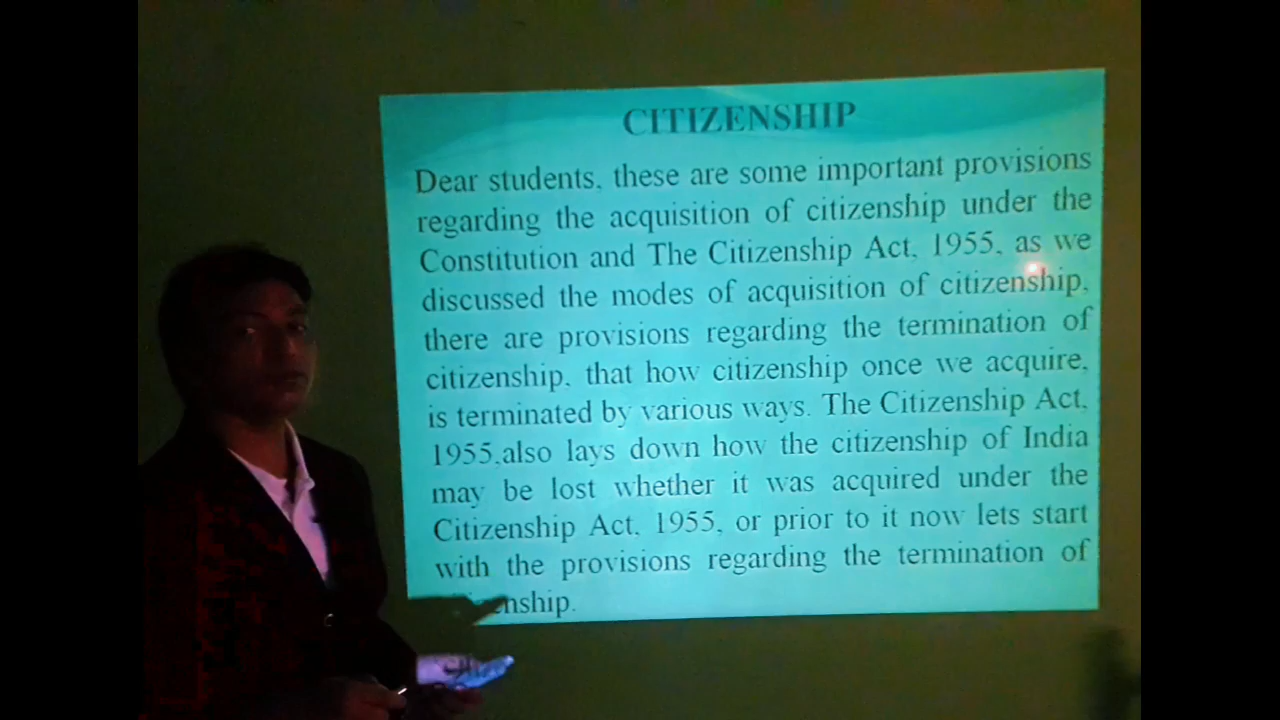 CITIZENSHIP
Dear students, these are some important provisions
regarding the acquisition of citizenship under the
Constitution and The Citizenship Act, 1955, as we
discussed the modes of acquisition of citizenship,
there are provisions regarding the termination of
citizenship, that how citizenship once we acquire,
is terminated by various ways. The Citizenship Act,
1955,also lays down how the citizenship of India
may be lost whether it was acquired under the
Citizenship Act, 1955, or prior to it now lets start
with the provisions regarding the termination of
citizenship.